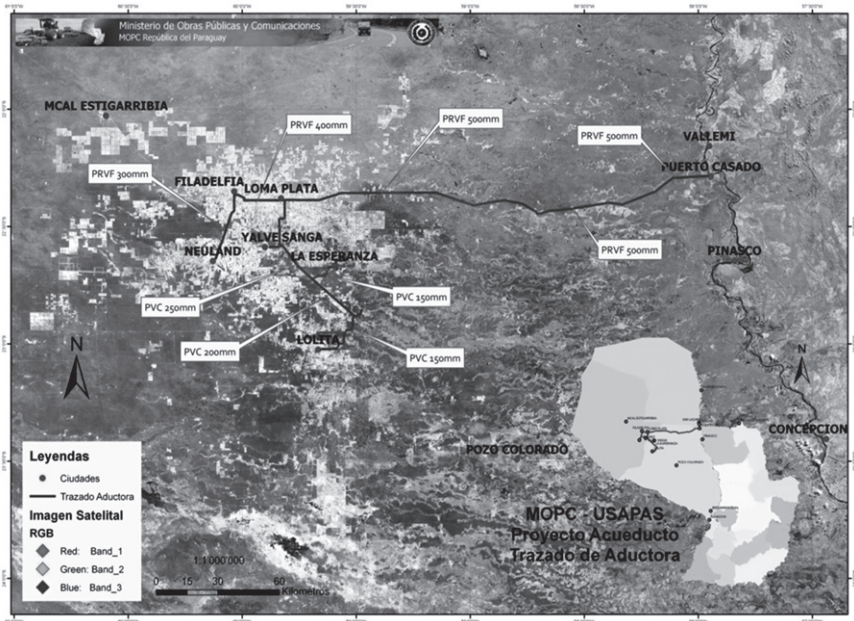 Ministerio de Obras Públicas y Comunicaciones
MOPC República del Paraguay
MCAL ESTIGARRIBIA
PRVF 400mm
PRVF 500mm
PRVF 500mm
VALLEMI
PUERTO CASADO
PRVF 300mm
FILADELFIA
LOMA PLATA
YALVE SANGA
NEULAND
LA ESPERANZA
PRVF 500mm
PINASCO
PVC 250mm
PVC 150mm
PVC 200mm
LOLITA
PVC 150mm
N
N
CONCEPCION
POZO COLORADO
Leyendas
Ciudades
Trazado Aductora
Imagen Satelital
RGB
Red: Band_1
Green: Band_2
Blue: Band_3
1:1.000'000
0 15 30 60
Kilómetros
MOPC - USAPAS
Proyecto Acueducto
Trazado de Aductora